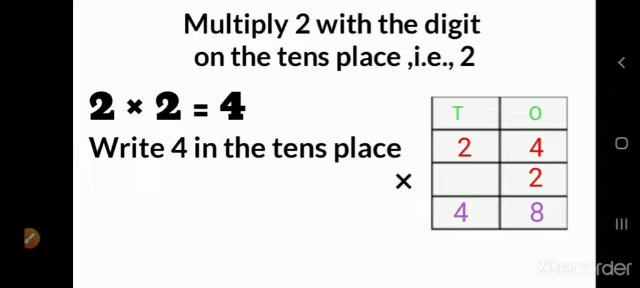 Multiply 2 with the digit
on the tens place ,i.e., 2
2 × 2 = 4
Write 4 in the tens place
T O
2 4
× 2
4 8
XRecorder